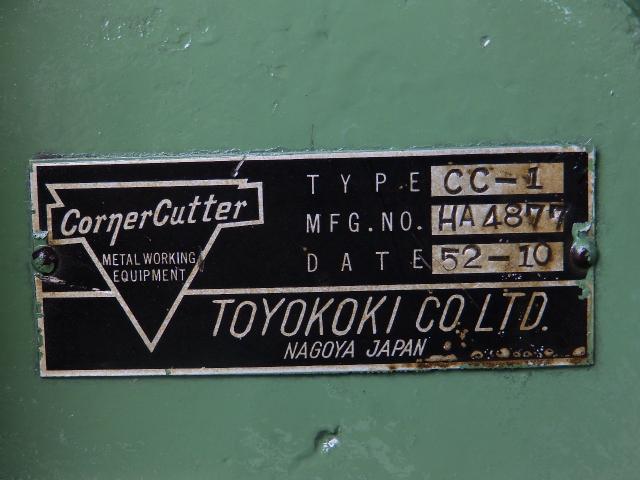 CornerCutter
METAL WORKING
EQUIPMENT
TYPE CC-1
MFG.NO. HA4877
DATE 52-10
TOYOKOKI CO.LTD.
NAGOYA JAPAN